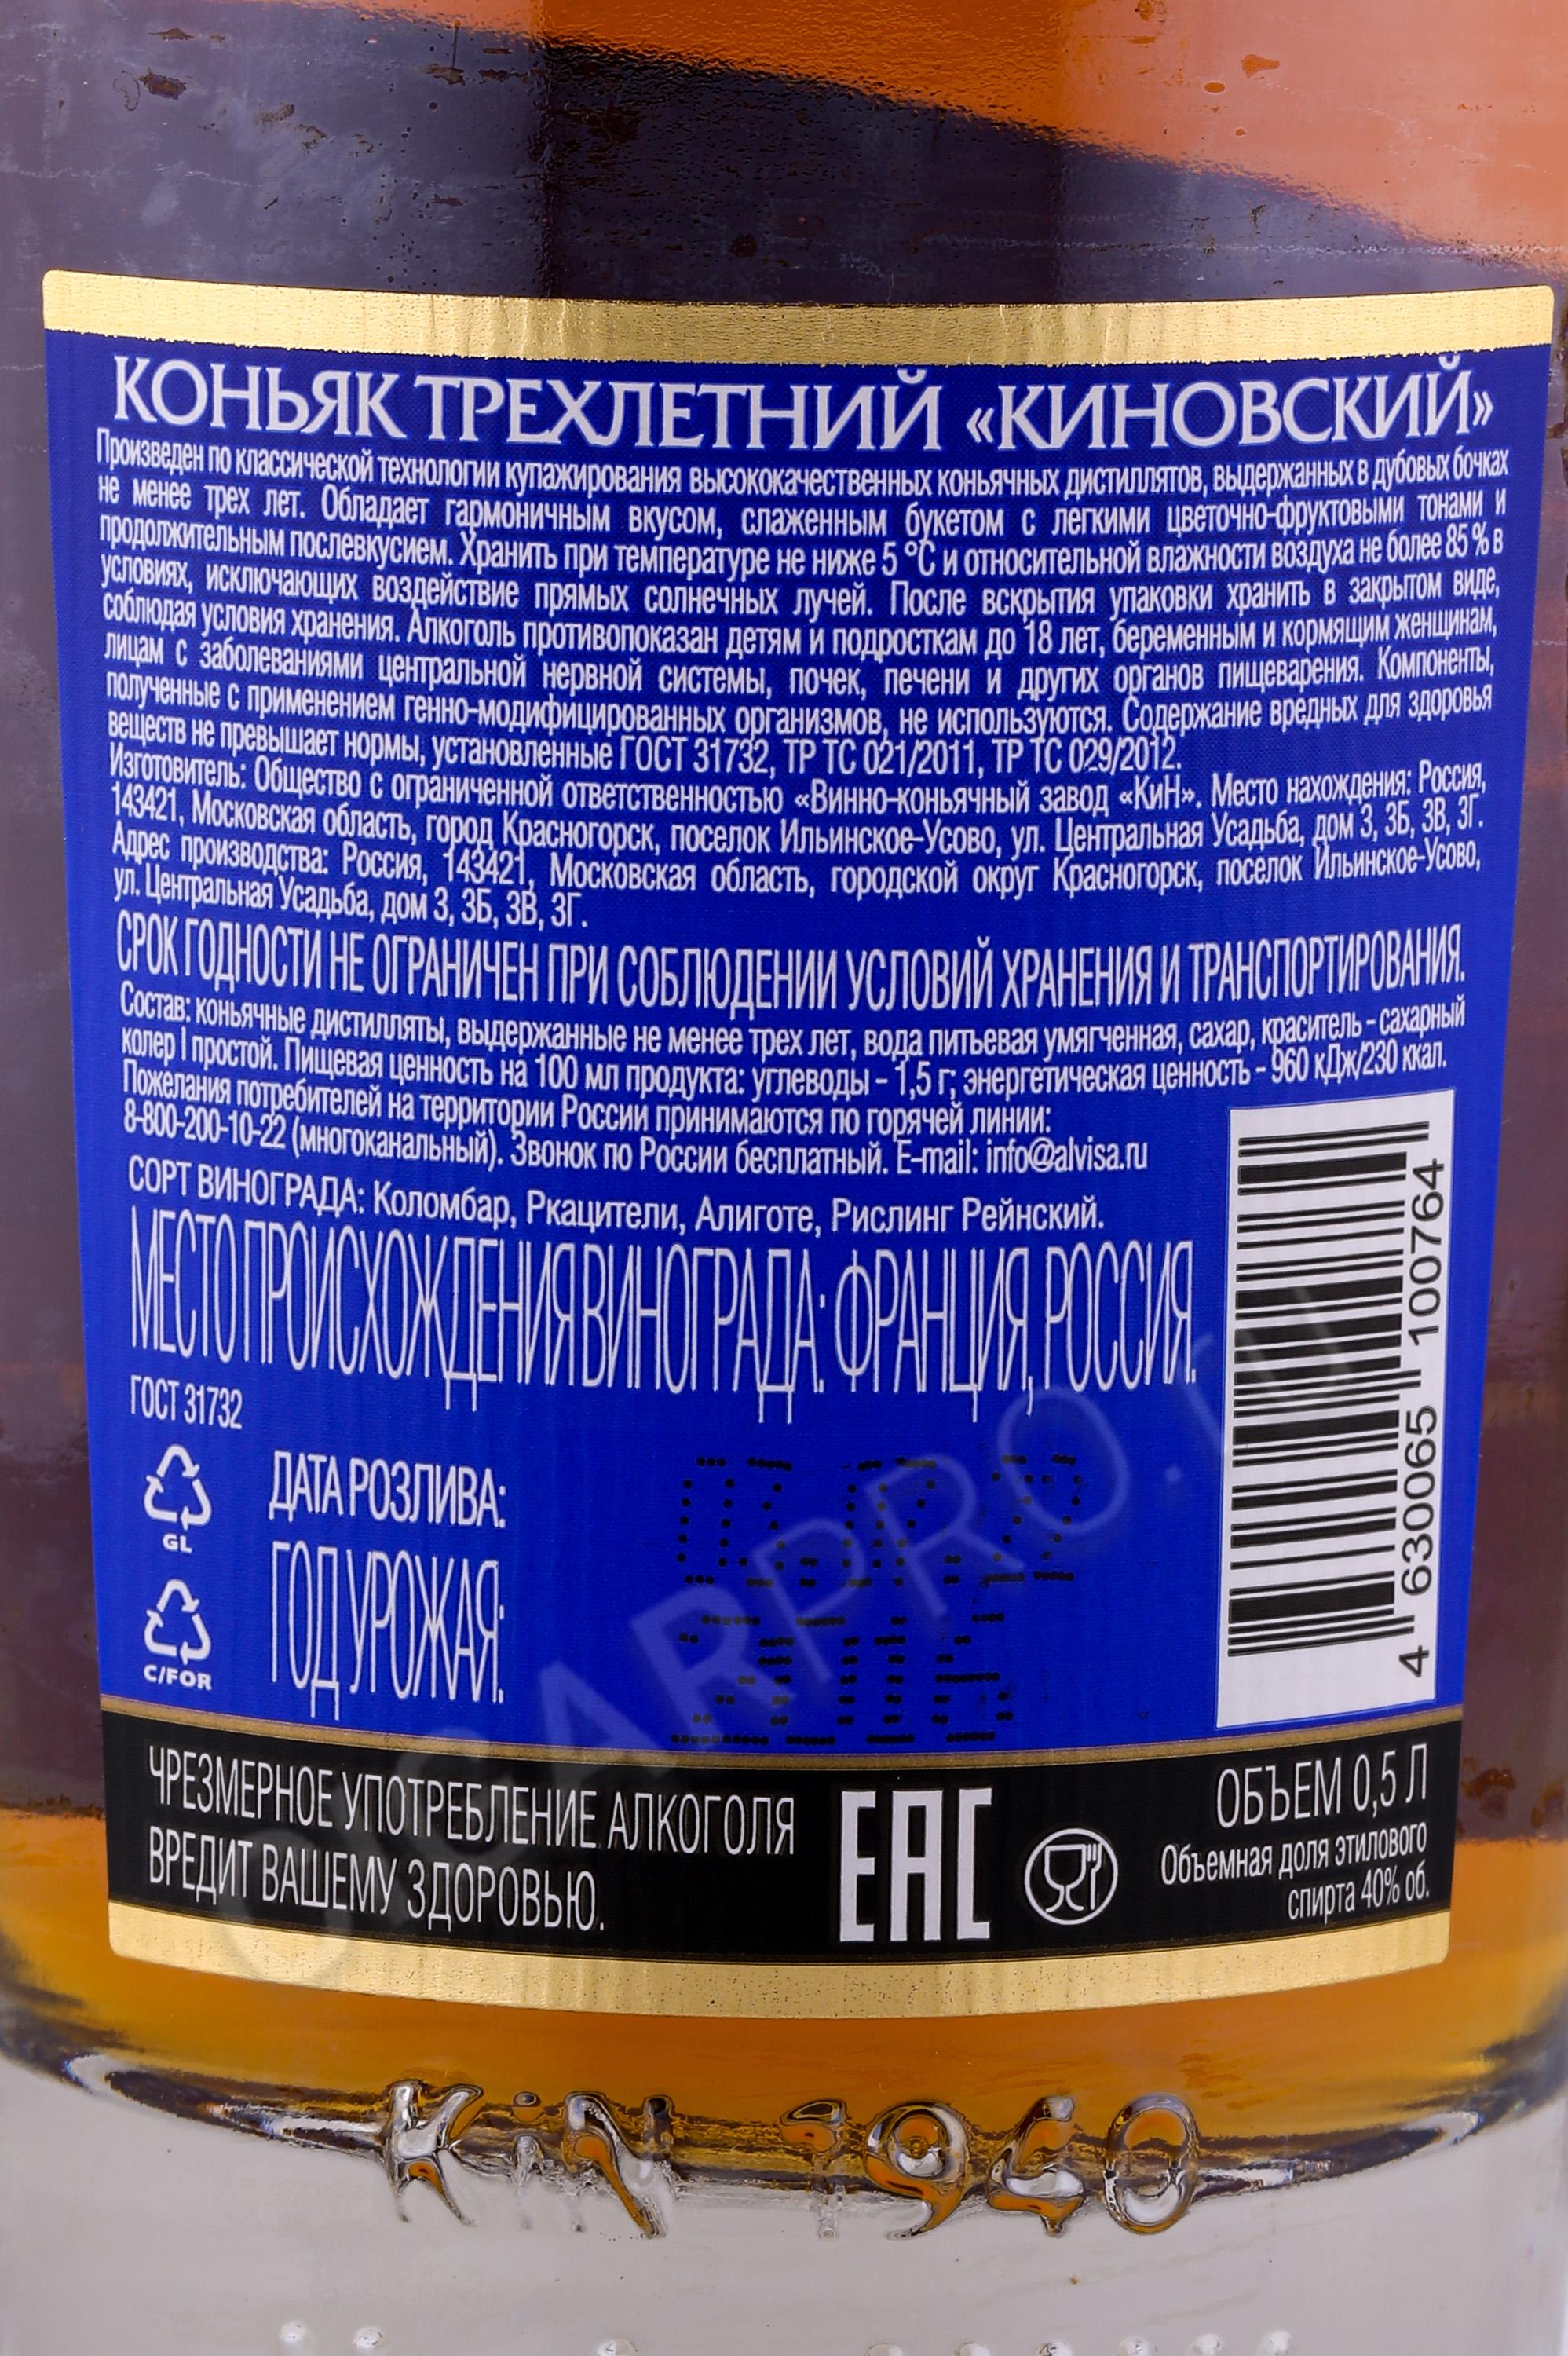 КОНЬЯК ТРЕХЛЕТНИЙ «КИНОВСКИЙ»
Произведен по классической технологии купажирования высококачественных коньячных дистиллятов, выдержанных в дубовых бочках
не менее трех лет. Обладает гармоничным вкусом, слаженным букетом с легкими цветочно-фруктовыми тонами и
продолжительным послевкусием. Хранить при температуре не ниже 5 °С и относительной влажности воздуха не более 85 % в
условиях, исключающих воздействие прямых солнечных лучей. После вскрытия упаковки хранить в закрытом виде,
соблюдая условия хранения. Алкоголь противопоказан детям и подросткам до 18 лет, беременным и кормящим женщинам,
лицам с заболеваниями центральной нервной системы, почек, печени и других органов пищеварения. Компоненты,
полученные с применением генно-модифицированных организмов, не используются. Содержание вредных для здоровья
веществ не превышает нормы, установленные ГОСТ 31732, ТР ТС 021/2011, ТР ТС 029/2012.
Изготовитель: Общество с ограниченной ответственностью «Винно-коньячный завод «КиН». Место нахождения: Россия,
143421, Московская область, город Красногорск, поселок Ильинское-Усово, ул. Центральная Усадьба, дом 3, 3Б, 3В, 3Г.
Адрес производства: Россия, 143421, Московская область, городской округ Красногорск, поселок Ильинское-Усово,
ул. Центральная Усадьба, дом 3, 3Б, 3В, 3Г.
СРОК ГОДНОСТИ НЕ ОГРАНИЧЕН ПРИ СОБЛЮДЕНИИ УСЛОВИЙ ХРАНЕНИЯ И ТРАНСПОРТИРОВАНИЯ.
Состав: коньячные дистилляты, выдержанные не менее трех лет, вода питьевая умягченная, сахар, краситель – сахарный
колер I простой. Пищевая ценность на 100 мл продукта: углеводы – 1,5 г; энергетическая ценность – 960 кДж/230 ккал.
Пожелания потребителей на территории России принимаются по горячей линии:
8-800-200-10-22 (многоканальный). Звонок по России бесплатный. E-mail: info@alvisa.ru
СОРТ ВИНОГРАДА: Коломбар, Ркацители, Алиготе, Рислинг Рейнский.
МЕСТО ПРОИСХОЖДЕНИЯ ВИНОГРАДА: ФРАНЦИЯ, РОССИЯ.
ГОСТ 31732
GL
C/FOR
ДАТА РОЗЛИВА:
ГОД УРОЖАЯ:
4 630065 100764
ЧРЕЗМЕРНОЕ УПОТРЕБЛЕНИЕ АЛКОГОЛЯ
ВРЕДИТ ВАШЕМУ ЗДОРОВЬЮ.
EAC
ОБЪЕМ 0,5 Л
Объемная доля этилового
спирта 40% об.
KiN 1940